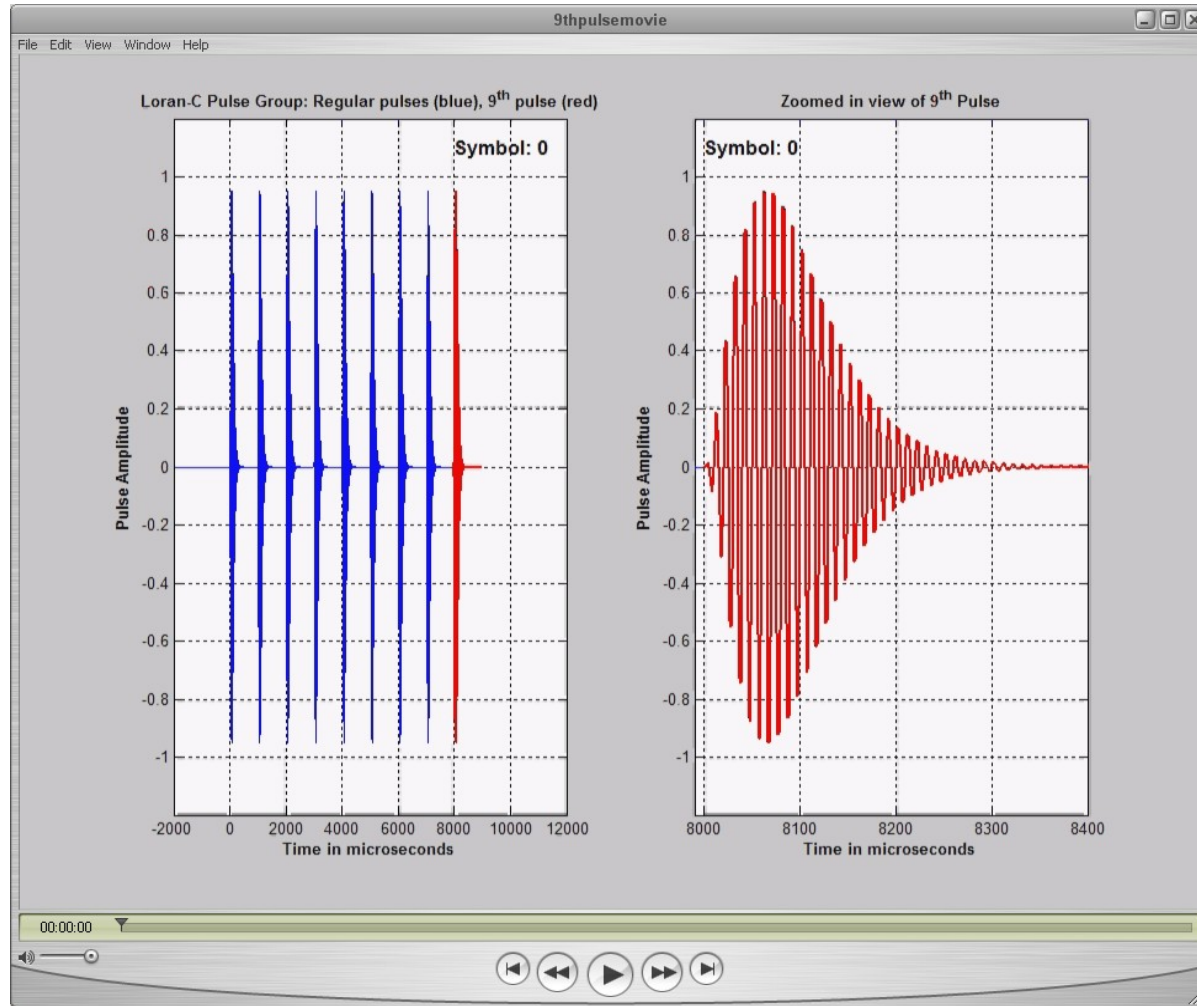 9thpulsemovie
File Edit View Window Help
Loran-C Pulse Group: Regular pulses (blue), 9th pulse (red)
Symbol: 0
1
0.8
0.6
0.4
0.2
0
-0.2
-0.4
-0.6
-0.8
-1
Pulse Amplitude
-2000 0 2000 4000 6000 8000 10000 12000
Time in microseconds
Zoomed in view of 9th Pulse
Symbol: 0
1
0.8
0.6
0.4
0.2
0
-0.2
-0.4
-0.6
-0.8
-1
Pulse Amplitude
8000 8100 8200 8300 8400
Time in microseconds
00:00:00